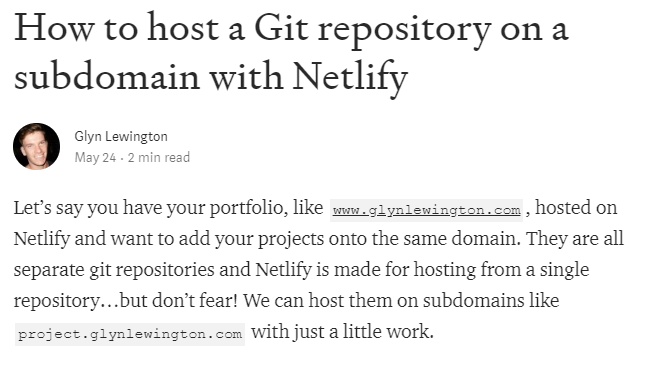 How to host a Git repository on a
subdomain with Netlify
Glyn Lewington
May 24 · 2 min read
Let’s say you have your portfolio, like www.glynlewington.com , hosted on
Netlify and want to add your projects onto the same domain. They are all
separate git repositories and Netlify is made for hosting from a single
repository…but don’t fear! We can host them on subdomains like
project.glynlewington.com with just a little work.